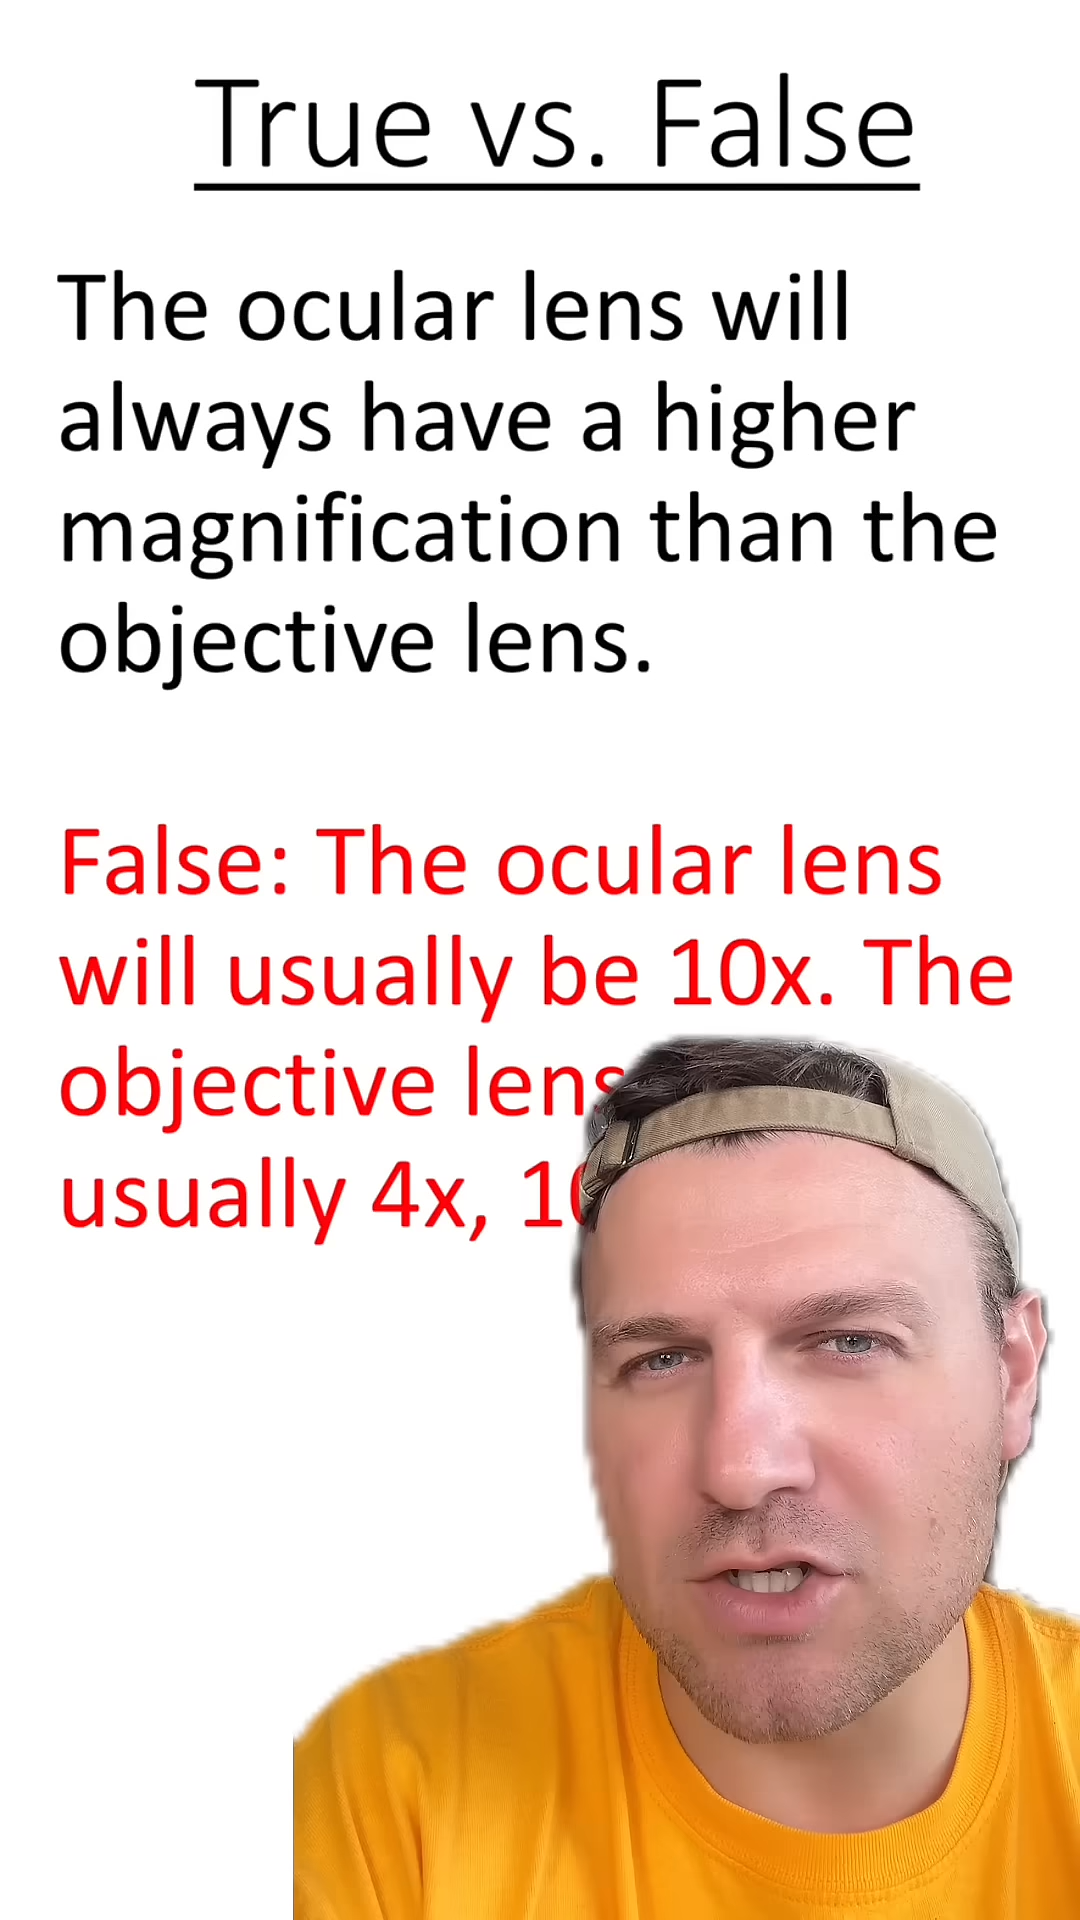 True vs. False
The ocular lens will
always have a higher
magnification than the
objective lens.
False: The ocular lens
will usually be 10x. The
objective lens
usually 4x,